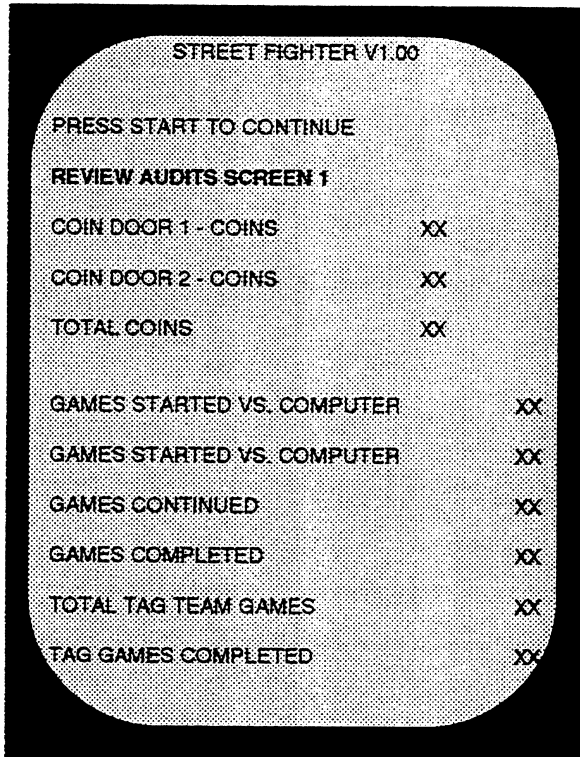 STREET FIGHTER V1.00
PRESS START TO CONTINUE
REVIEW AUDITS SCREEN 1
COIN DOOR 1 - COINS XX
COIN DOOR 2 - COINS XX
TOTAL COINS XX
GAMES STARTED VS. COMPUTER XX
GAMES STARTED VS. COMPUTER XX
GAMES CONTINUED XX
GAMES COMPLETED XX
TOTAL TAG TEAM GAMES XX
TAG GAMES COMPLETED XX